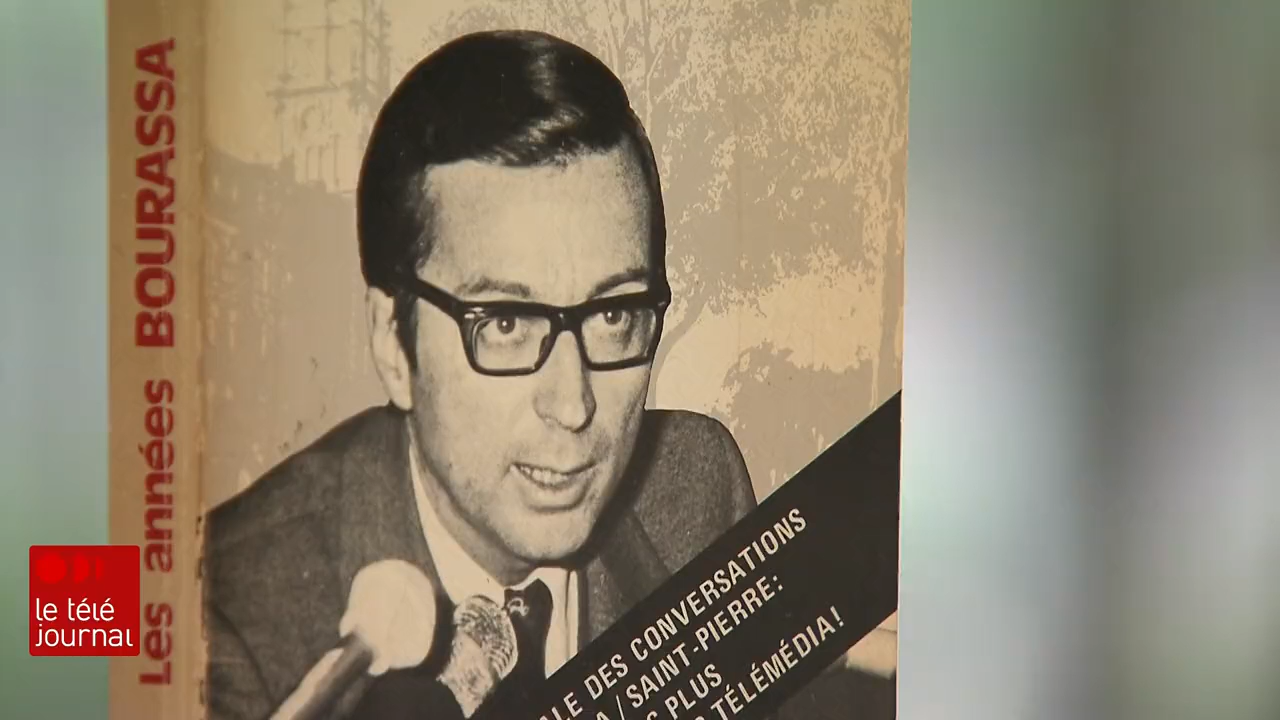 Les années BOURASSA
DES CONVERSATIONS
/SAINT-PIERRE:
PLUS
TÉLÉMÉDIA!
le télé
journal